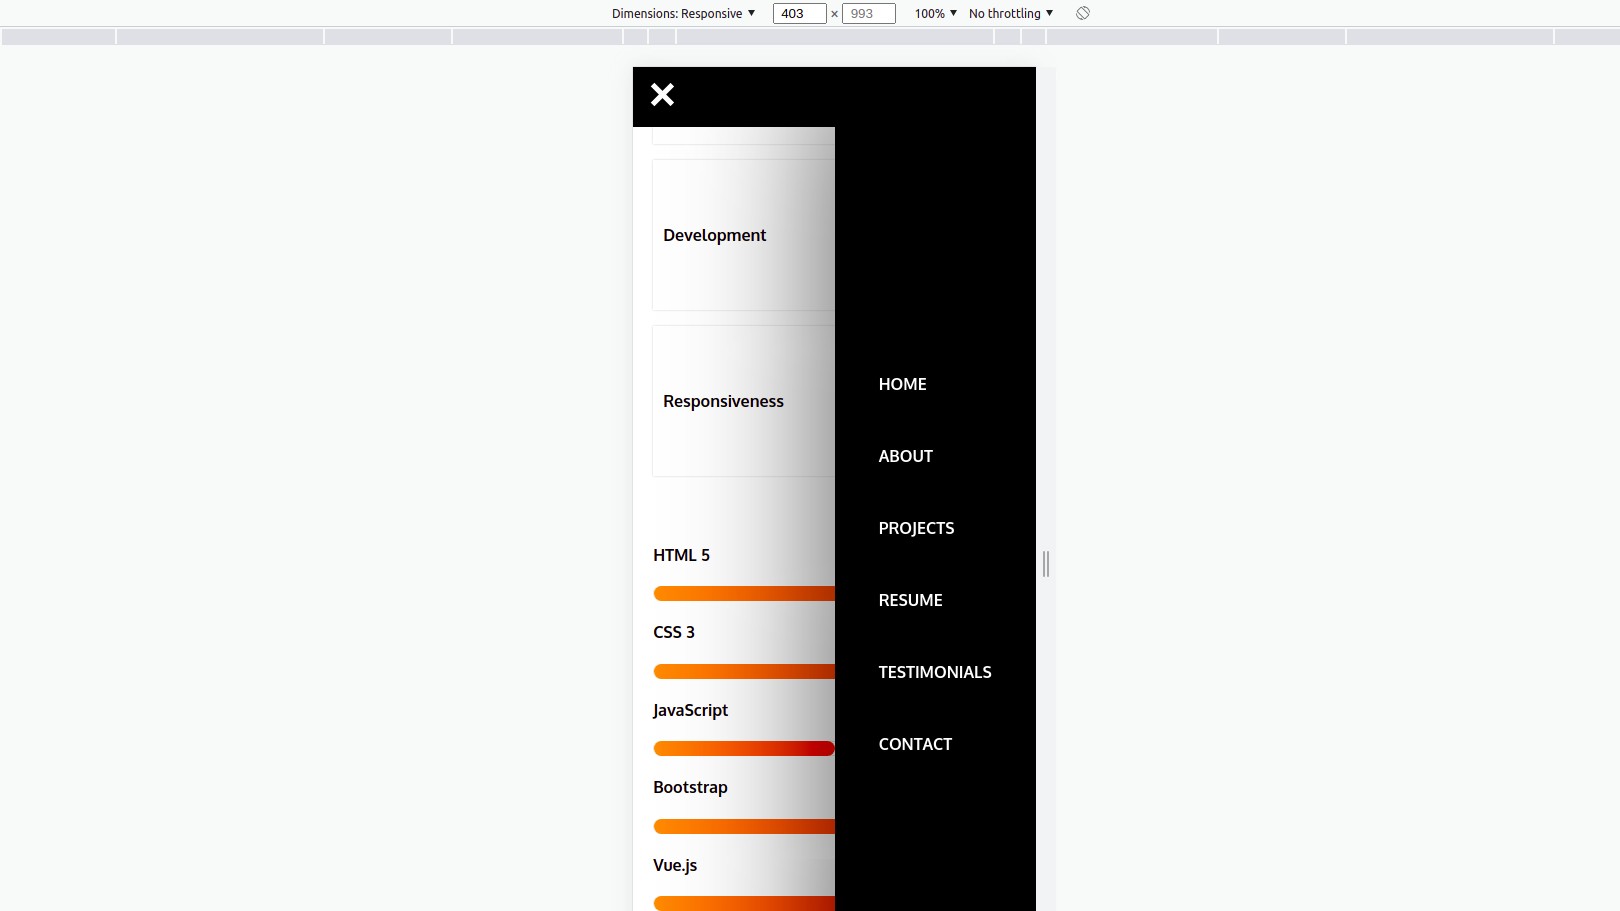 Dimensions: Responsive ▼ 403 × 993 100% ▼ No throttling ▼
Development
Responsiveness
HTML 5
CSS 3
JavaScript
Bootstrap
Vue.js
HOME
ABOUT
PROJECTS
RESUME
TESTIMONIALS
CONTACT